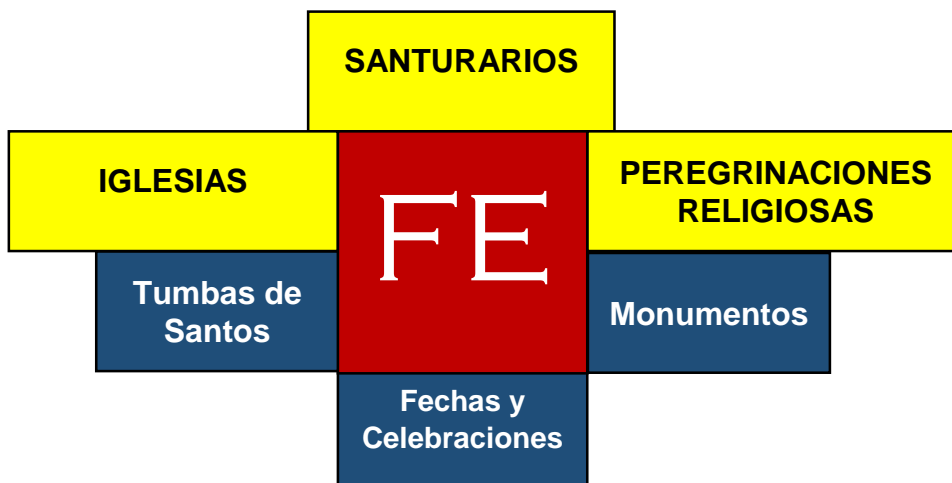 SANTURARIOS
IGLESIAS
FE
PEREGRINACIONES
RELIGIOSAS
Tumbas de
Santos
Monumentos
Fechas y
Celebraciones